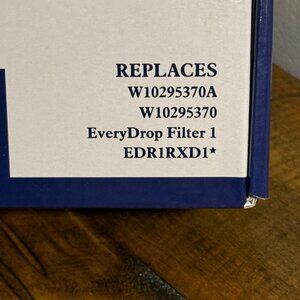 REPLACES
W10295370A
W10295370
EveryDrop Filter 1
EDR1RXD1*